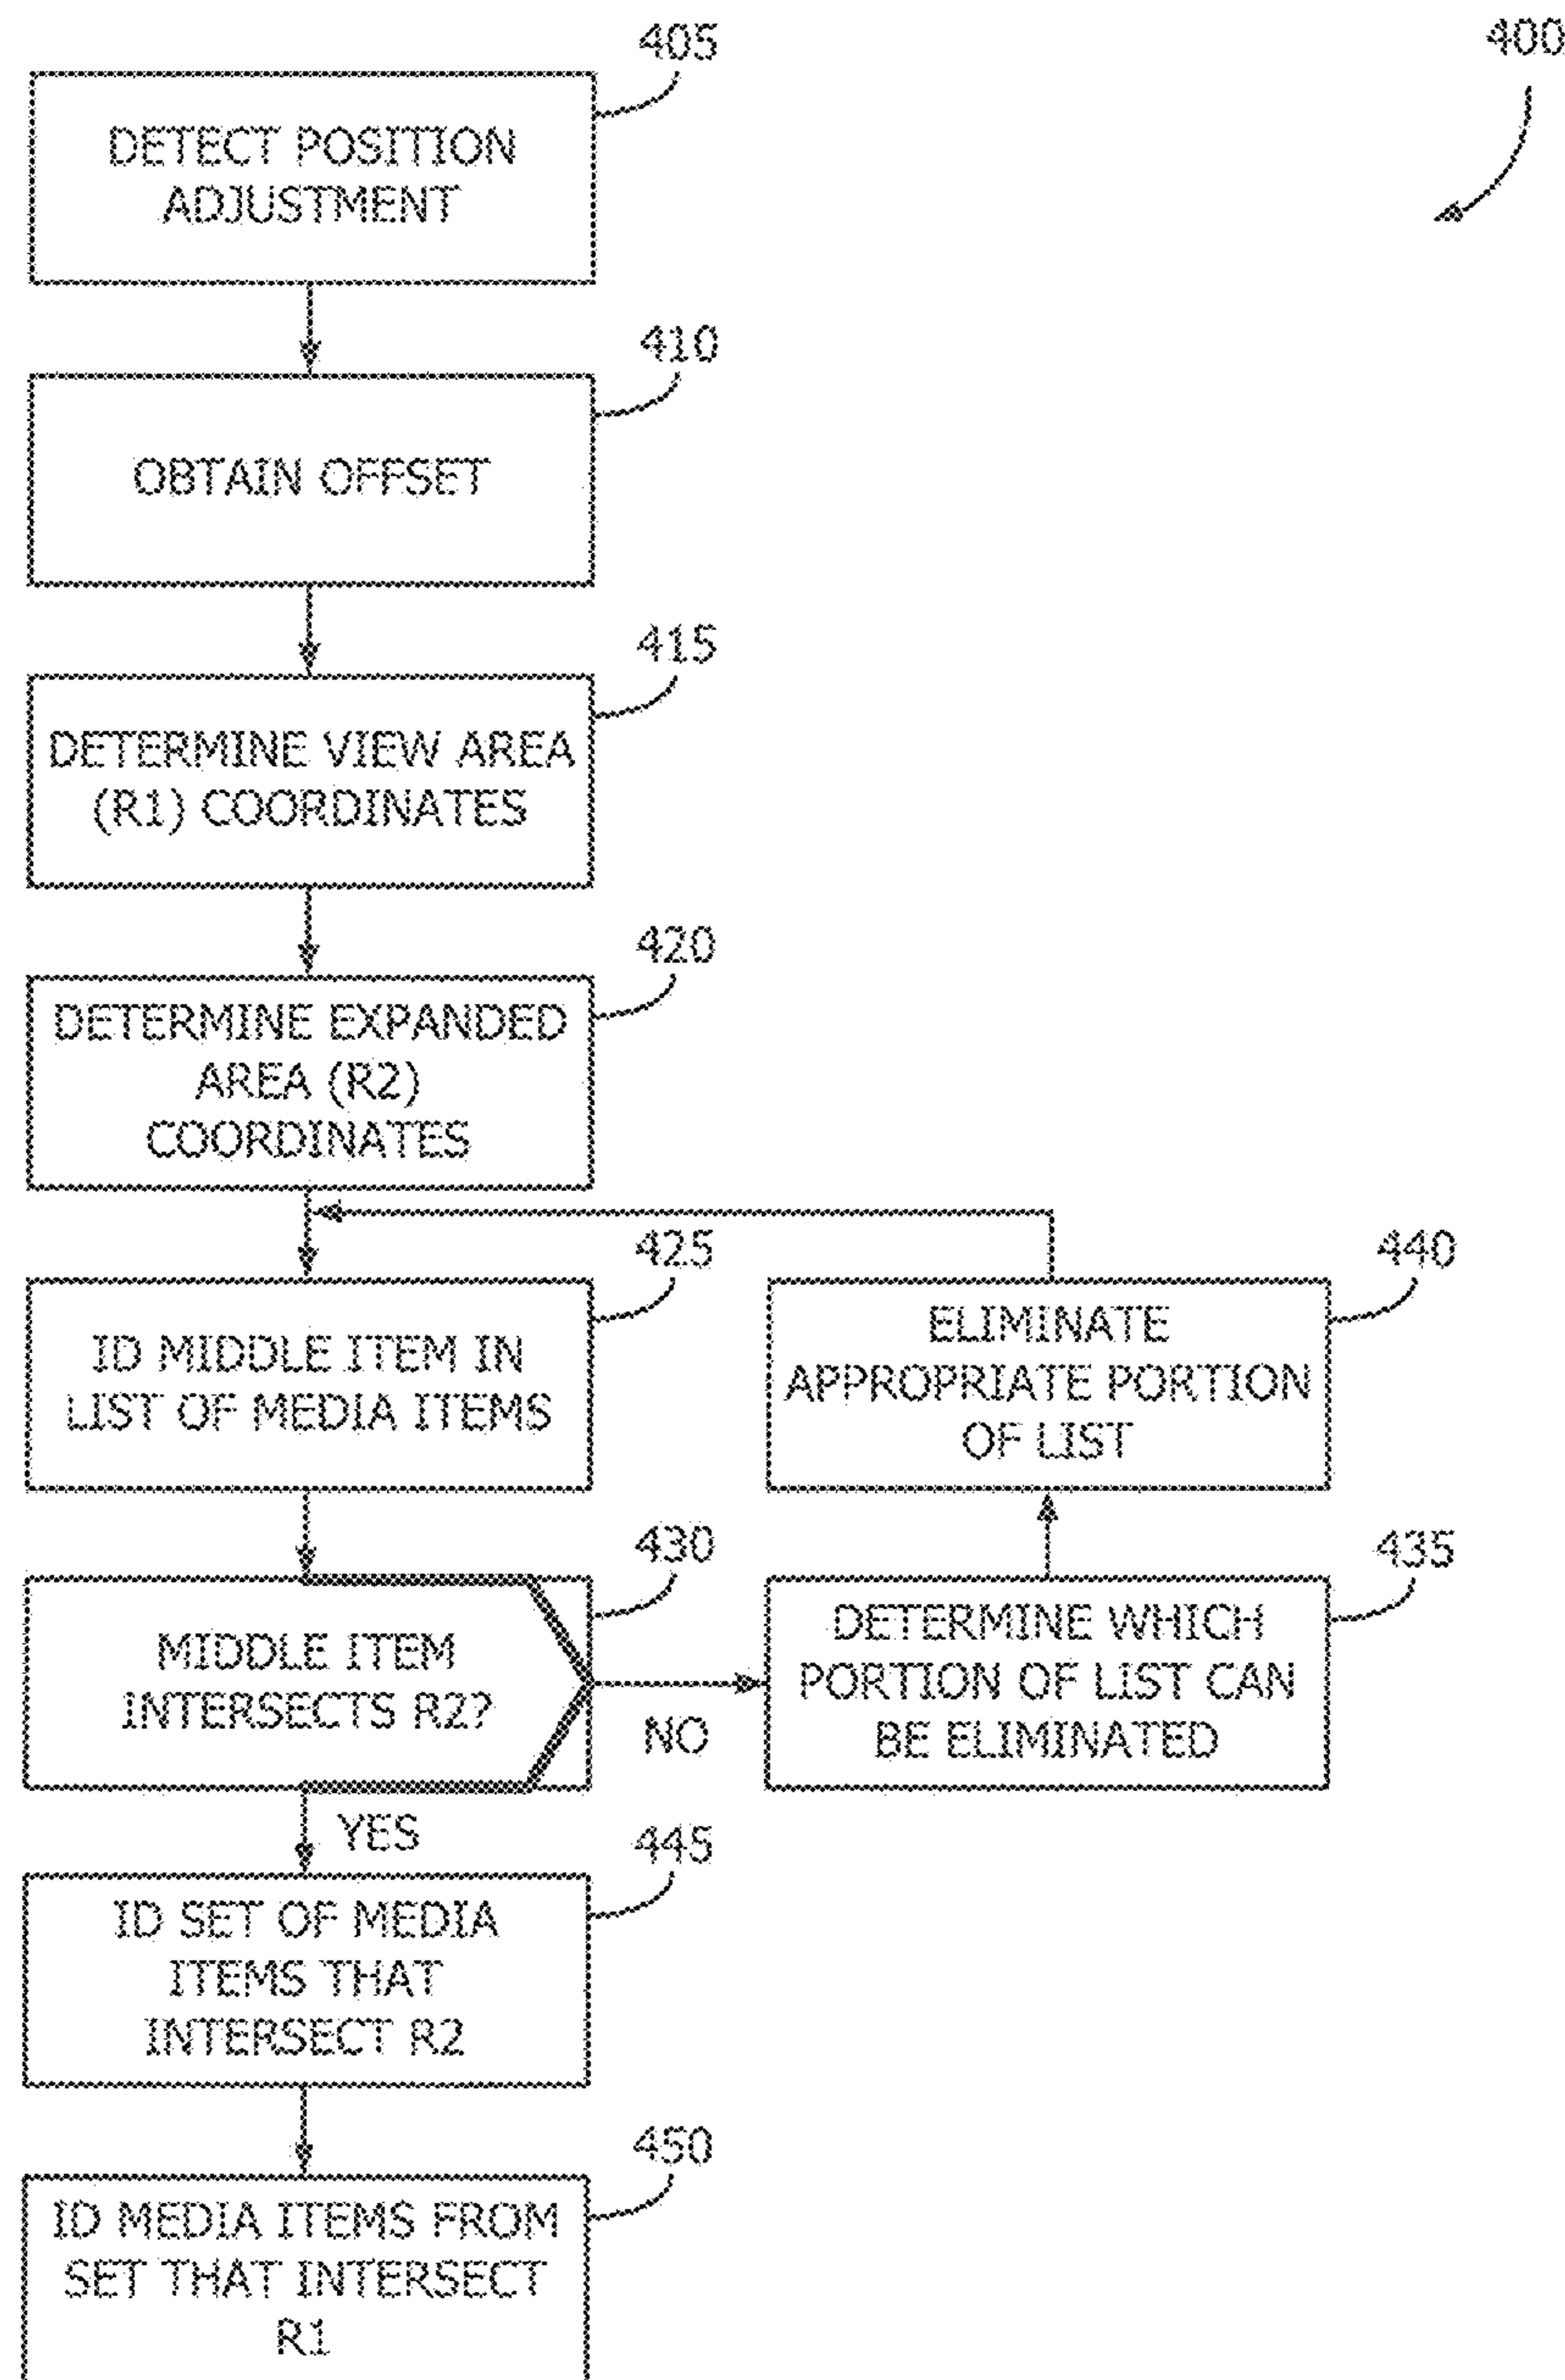 400
405
DETECT POSITION
ADJUSTMENT
410
OBTAIN OFFSET
415
DETERMINE VIEW AREA
(R1) COORDINATES
420
DETERMINE EXPANDED
AREA (R2)
COORDINATES
425
ID MIDDLE ITEM IN
LIST OF MEDIA ITEMS
440
ELIMINATE
APPROPRIATE PORTION
OF LIST
430
MIDDLE ITEM
INTERSECTS R2?
NO
435
DETERMINE WHICH
PORTION OF LIST CAN
BE ELIMINATED
YES
445
ID SET OF MEDIA
ITEMS THAT
INTERSECT R2
450
ID MEDIA ITEMS FROM
SET THAT INTERSECT
R1